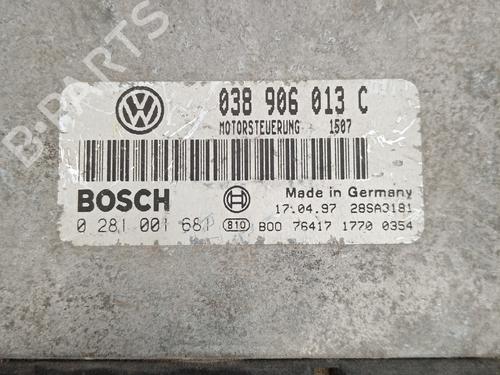 B-PARTS
038 906 013 C
MOTORSTEUERUNG 1507
BOSCH
Made in Germany
17.04.97 28SA3181
0 281 001 681 B10 B00 76417 1770 0354